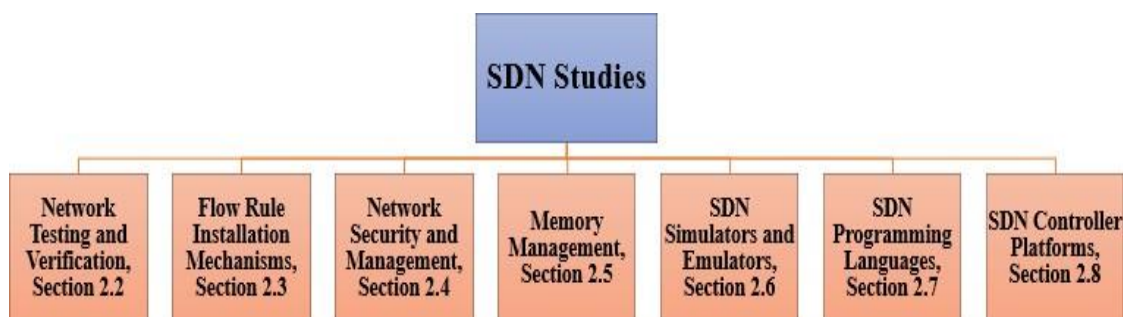 SDN Studies
Network
Testing and
Verification,
Section 2.2
Flow Rule
Installation
Mechanisms,
Section 2.3
Network
Security and
Management,
Section 2.4
Memory
Management,
Section 2.5
SDN
Simulators and
Emulators,
Section 2.6
SDN
Programming
Languages,
Section 2.7
SDN Controller
Platforms,
Section 2.8